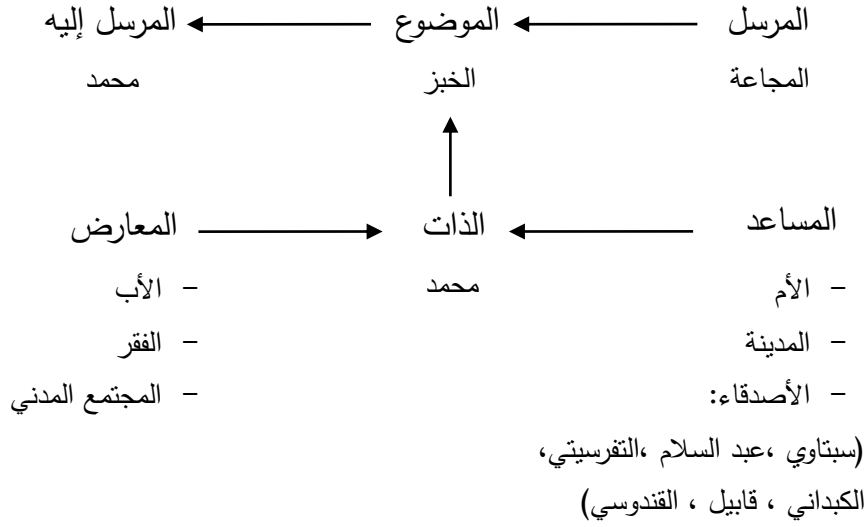 المرسل الموضوع المرسل إليه
المجاعة الخبز محمد
المساعد الذات المعارض
- الأم محمد - الأب
- المدينة - الفقر
- الأصدقاء: - المجتمع المدني
(سبتاوي ،عبد السلام ،التفرسيتي،
الكبداني ، قابيل ، القندوسي)